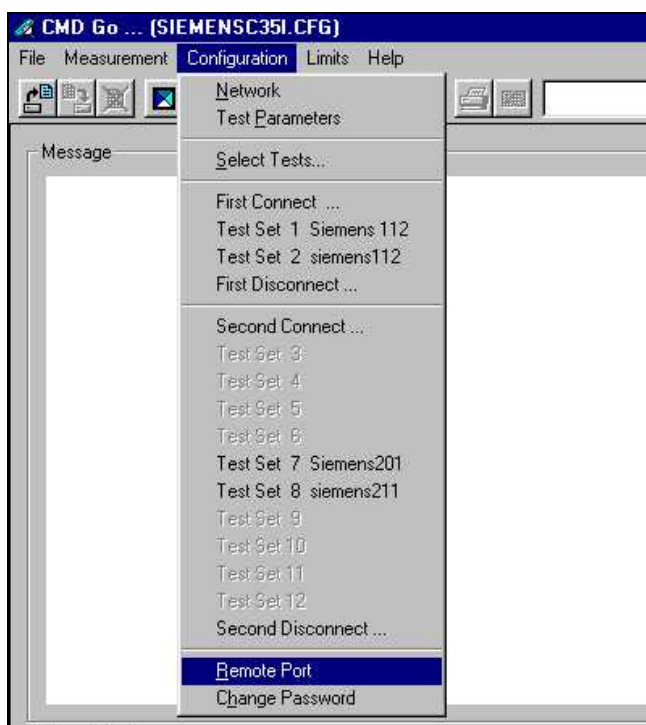 CMD Go ... (SIEMENSC35I.CFG)
File Measurement Configuration Limits Help
Message
Network
Test Parameters
Select Tests...
First Connect ...
Test Set 1 Siemens 112
Test Set 2 siemens112
First Disconnect ...
Second Connect ...
Test Set 3
Test Set 4
Test Set 5
Test Set 6
Test Set 7 Siemens201
Test Set 8 siemens211
Test Set 9
Test Set 10
Test Set 11
Test Set 12
Second Disconnect ...
Remote Port
Change Password